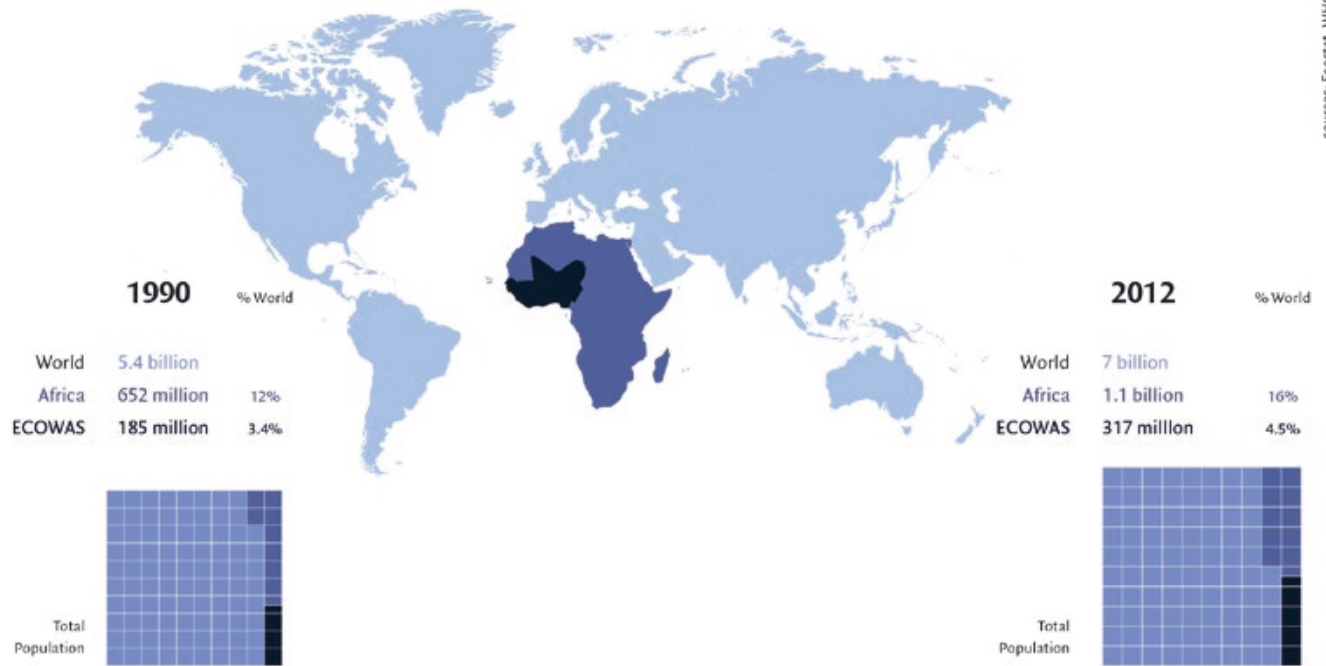 1990 % World
World 5.4 billion
Africa 652 million 12%
ECOWAS 185 million 3.4%
Total
Population
2012 % World
World 7 billion
Africa 1.1 billion 16%
ECOWAS 317 milllon 4.5%
Total
Population